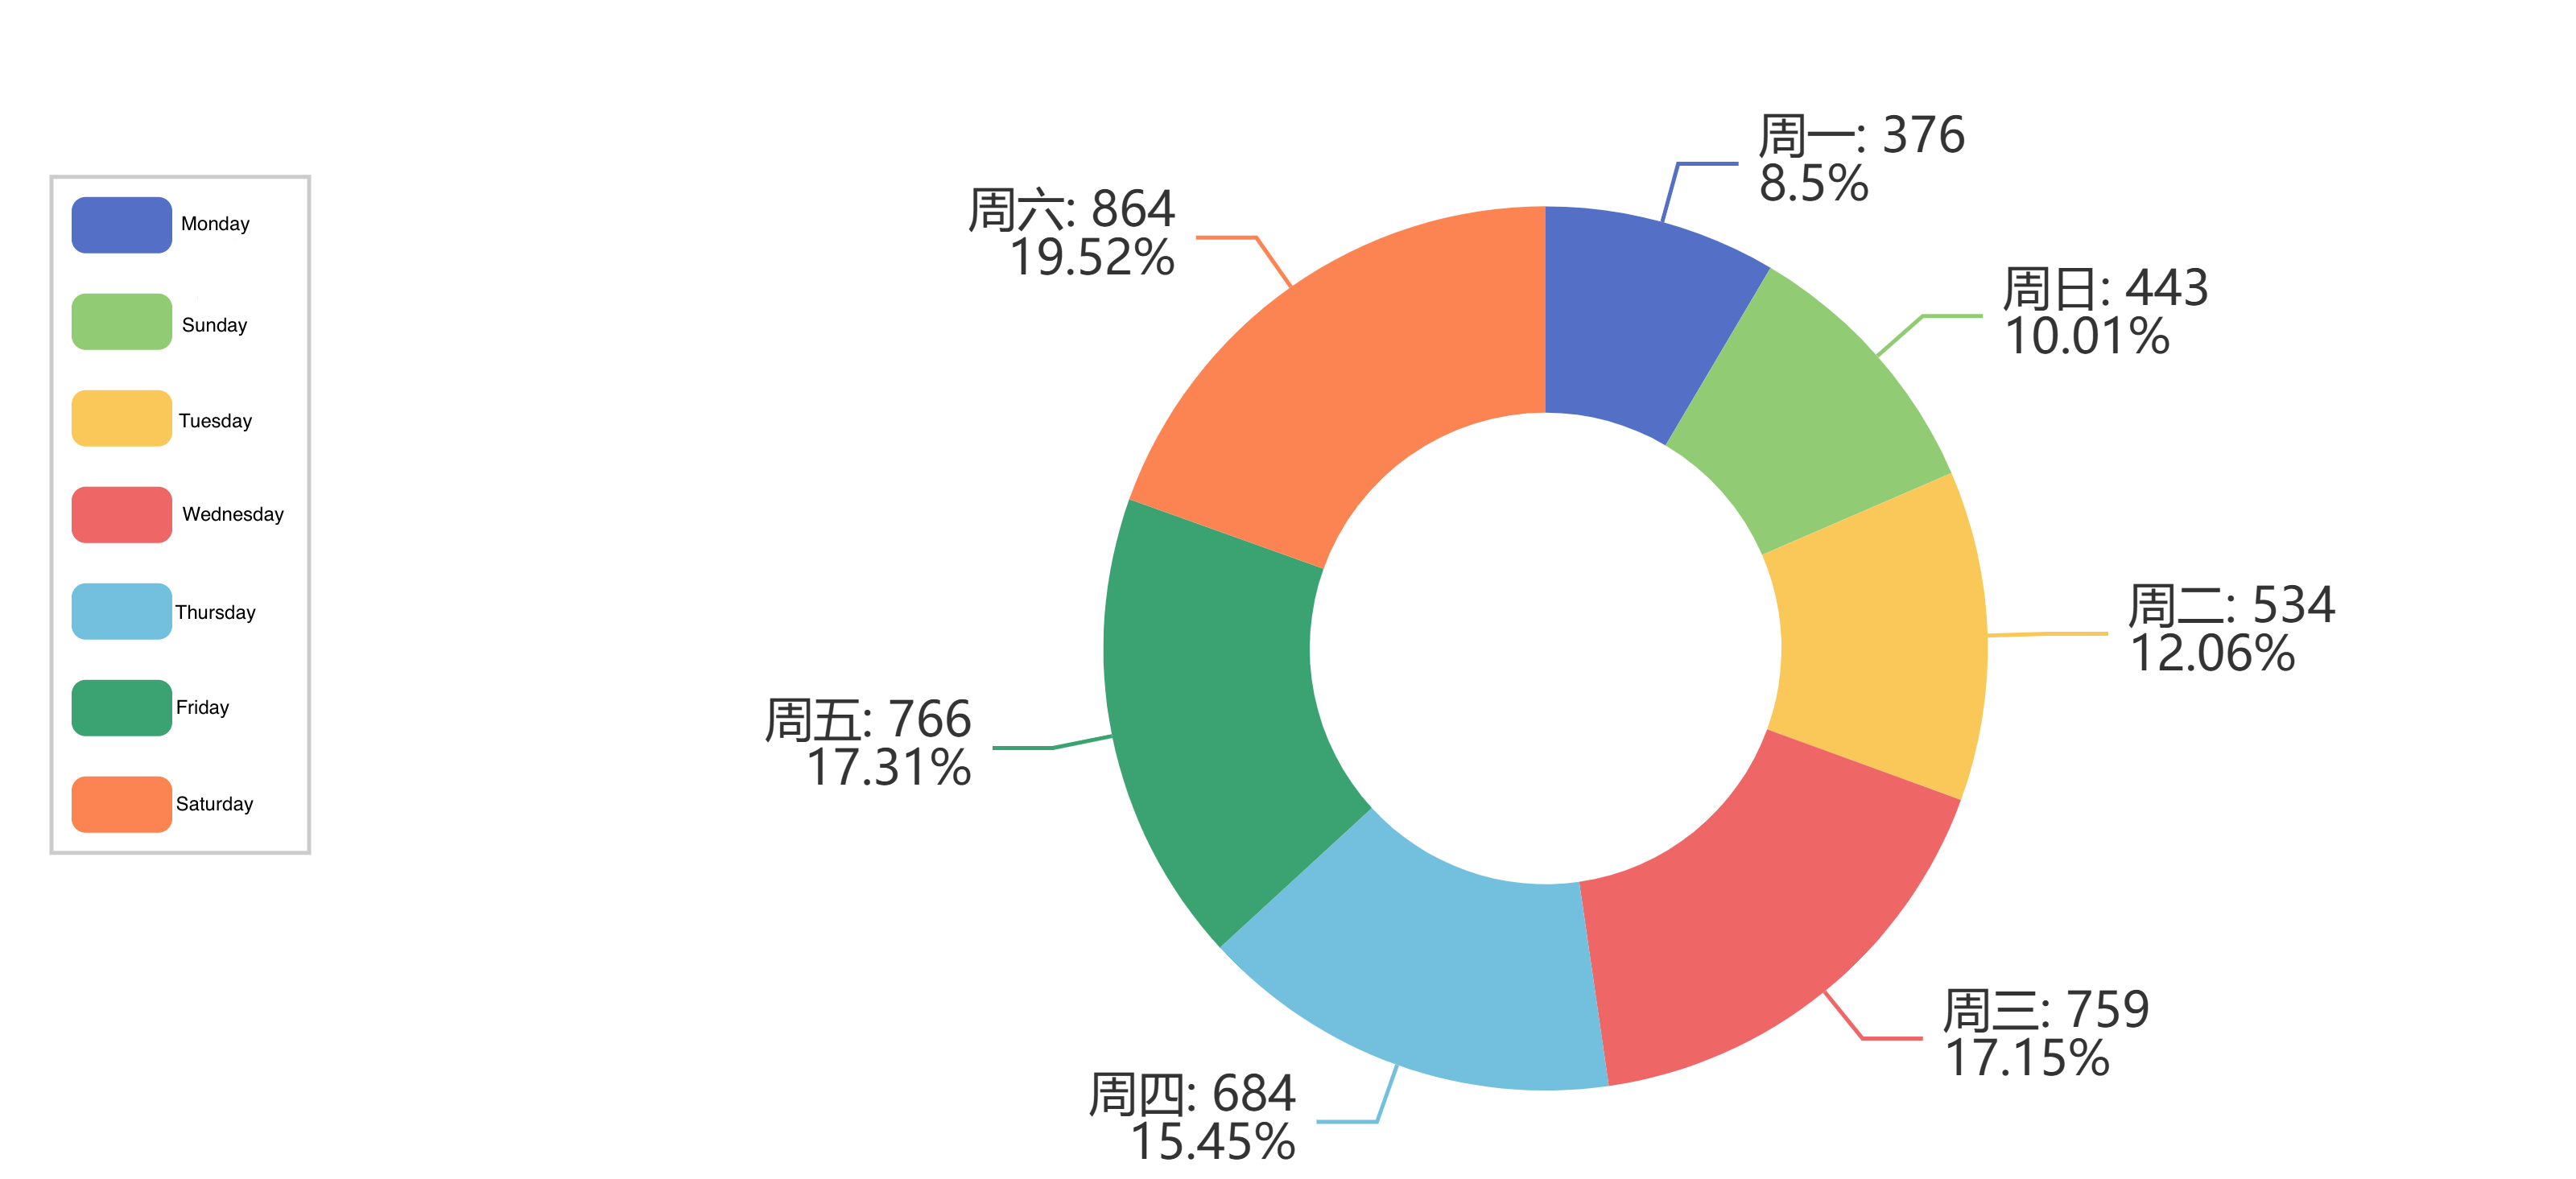 Monday
Sunday
Tuesday
Wednesday
Thursday
Friday
Saturday
周一: 376
8.5%
周日: 443
10.01%
周二: 534
12.06%
周三: 759
17.15%
周四: 684
15.45%
周五: 766
17.31%
周六: 864
19.52%